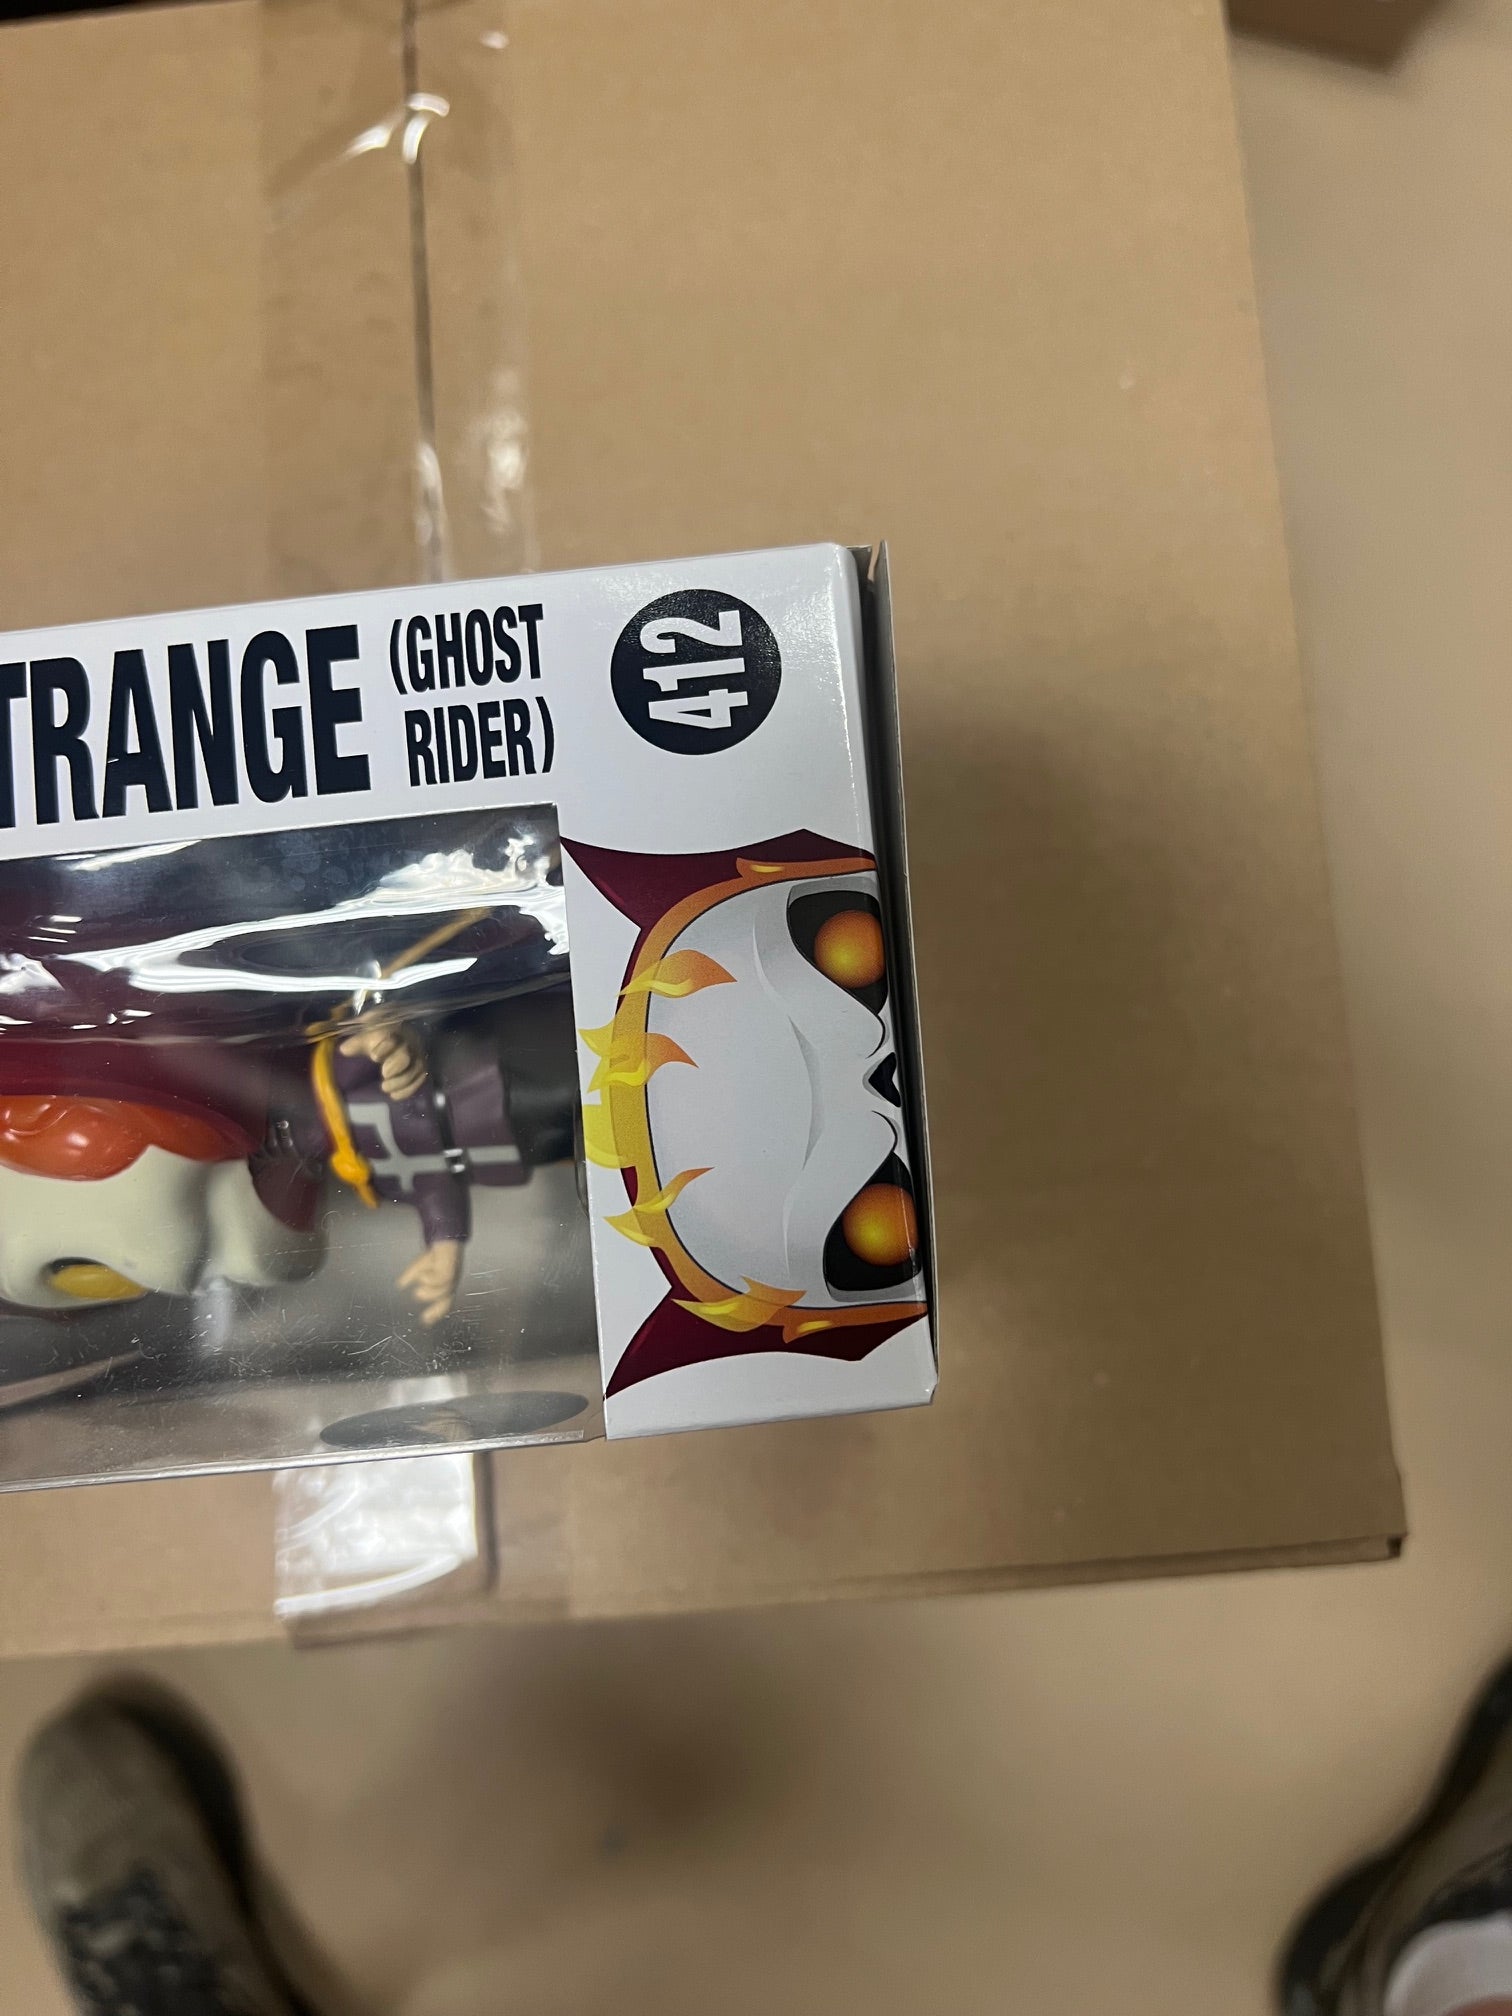 TRANGE (GHOST
RIDER)
412